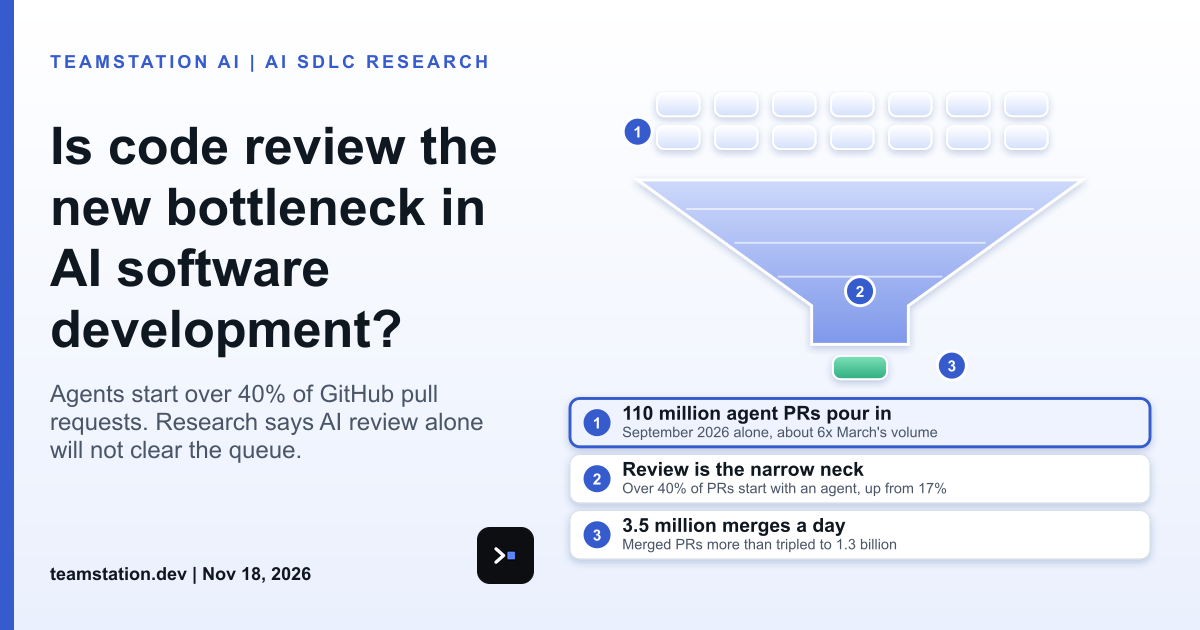 TEAMSTATION AI | AI SDLC RESEARCH
Is code review the
new bottleneck in
AI software
development?
Agents start over 40% of GitHub pull
requests. Research says AI review alone
will not clear the queue.
teamstation.dev | Nov 18, 2026
1
2
3
1
110 million agent PRs pour in
September 2026 alone, about 6x March's volume
2
Review is the narrow neck
Over 40% of PRs start with an agent, up from 17%
3
3.5 million merges a day
Merged PRs more than tripled to 1.3 billion